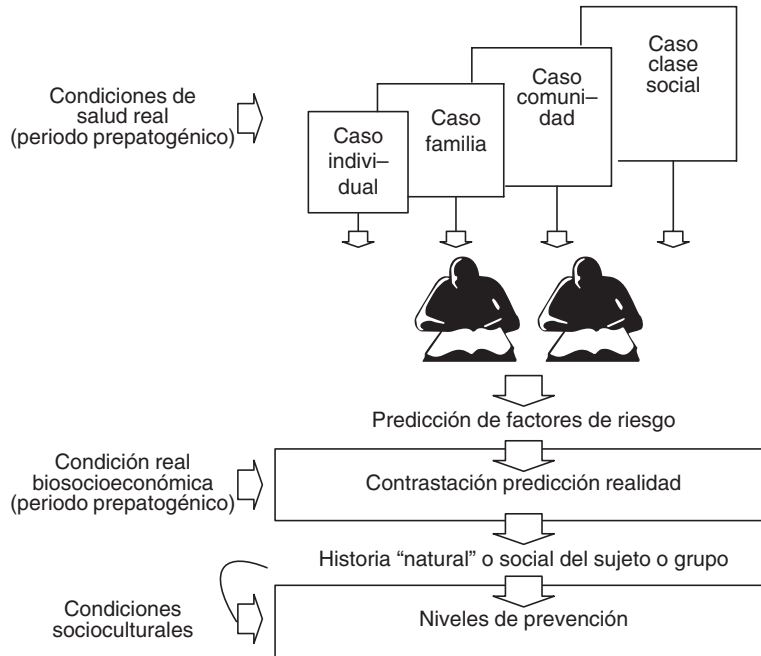 Condiciones de
salud real
(periodo prepatogénico)
Caso
indivi–
dual
Caso
familia
Caso
comuni–
dad
Caso
clase
social
Predicción de factores de riesgo
Condición real
biosocioeconómica
(periodo prepatogénico)
Contrastación predicción realidad
Historia “natural” o social del sujeto o grupo
Condiciones
socioculturales
Niveles de prevención